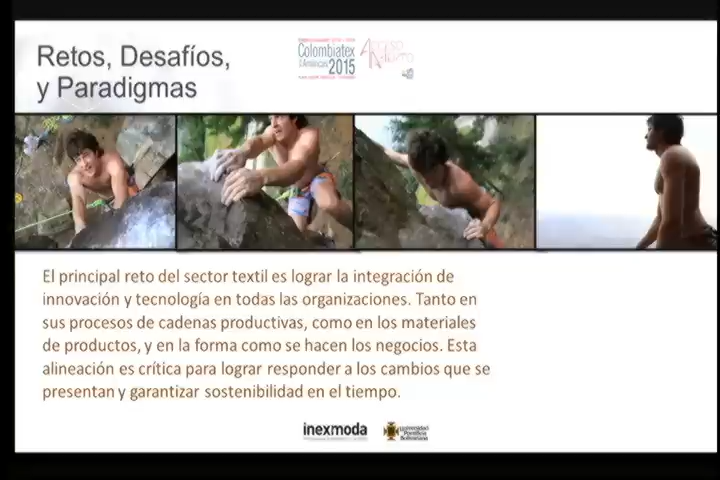 Retos, Desafíos,
y Paradigmas
Colombiatex
2015
El principal reto del sector textil es lograr la integración de
innovación y tecnología en todas las organizaciones. Tanto en
sus procesos de cadenas productivas, como en los materiales
de productos, y en la forma como se hacen los negocios. Esta
alineación es crítica para lograr responder a los cambios que se
presentan y garantizar sostenibilidad en el tiempo.
inexmoda
Universidad
Pontificia
Bolivariana